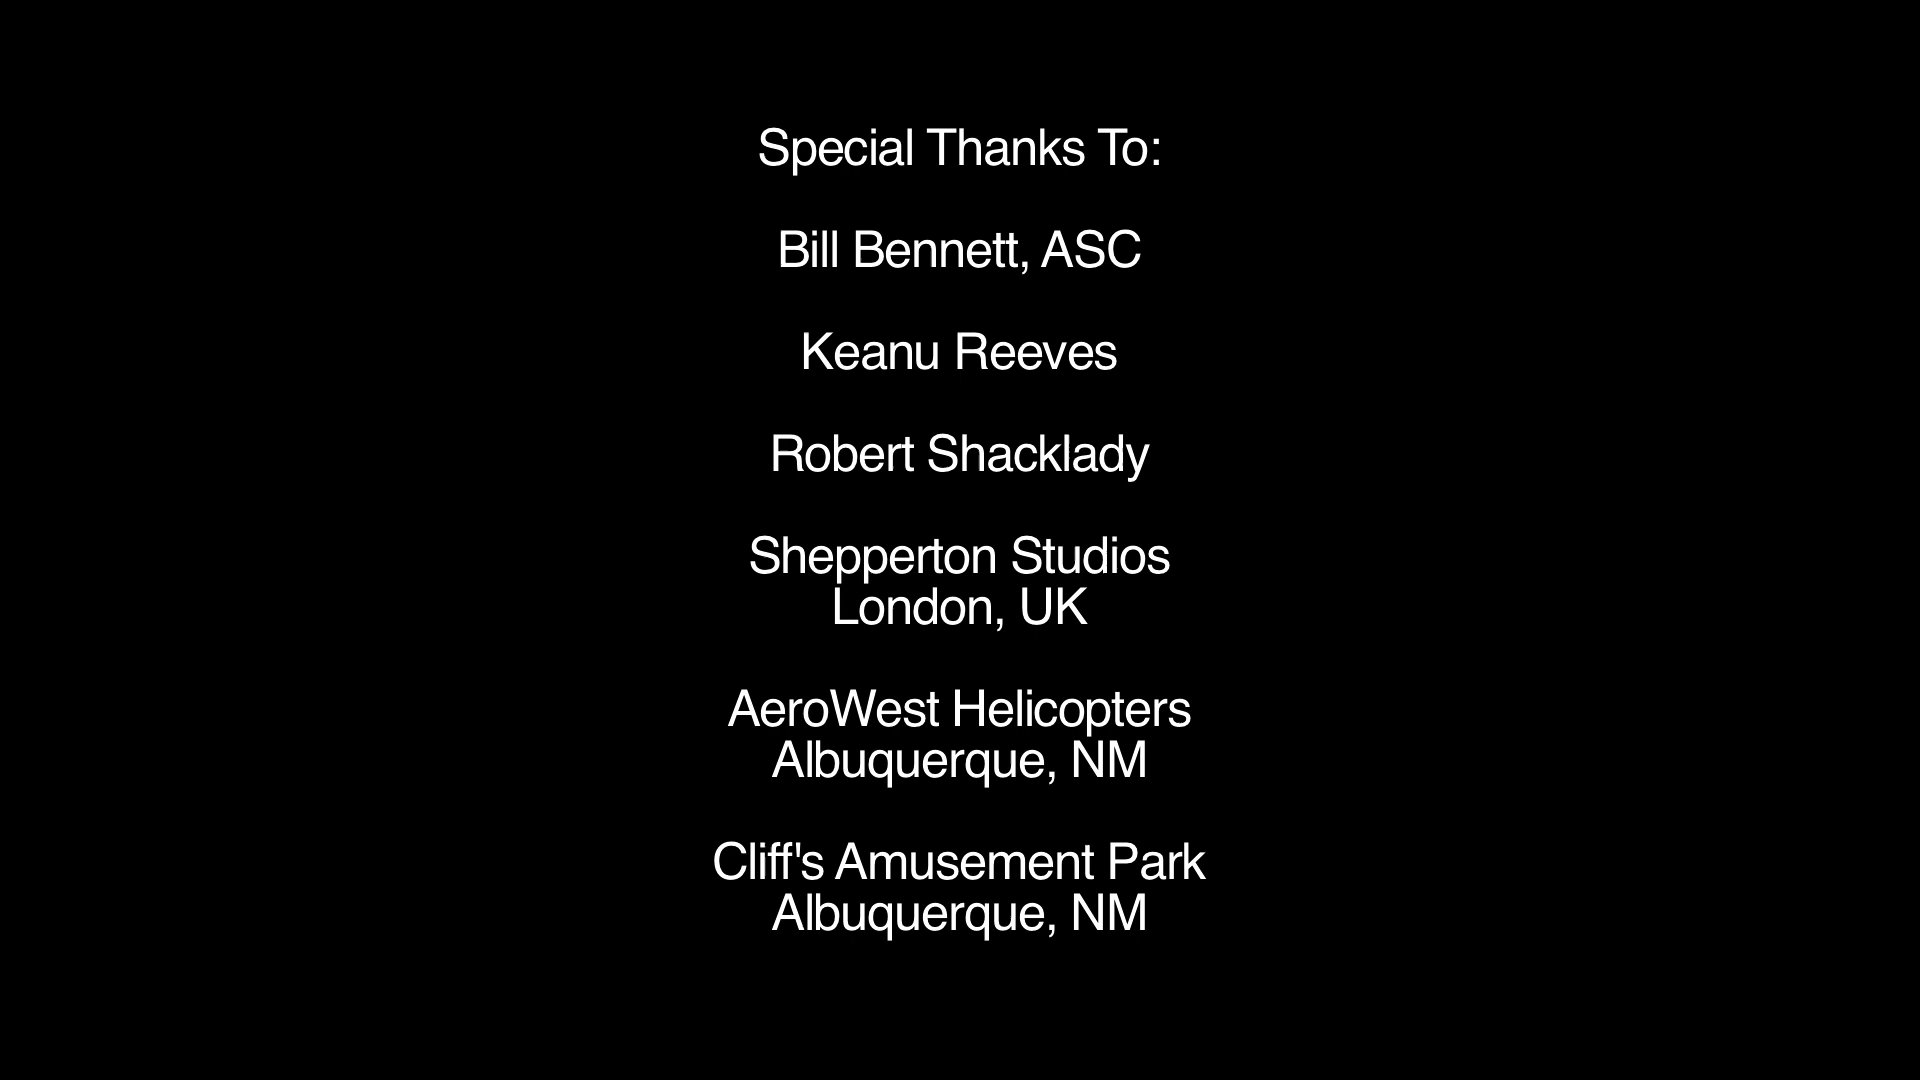 Special Thanks To:
Bill Bennett, ASC
Keanu Reeves
Robert Shacklady
Shepperton Studios
London, UK
AeroWest Helicopters
Albuquerque, NM
Cliff's Amusement Park
Albuquerque, NM